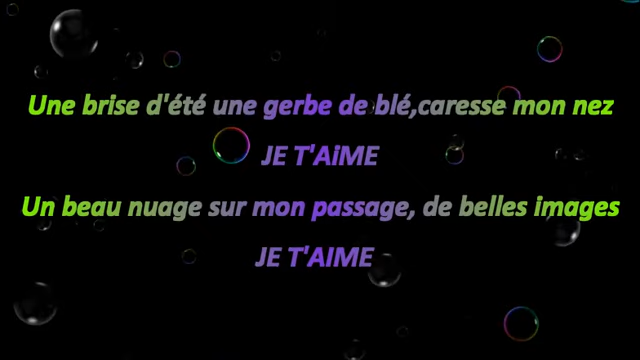 Une brise d'été une gerbe de blé,caresse mon nez
JE T'AiME
Un beau nuage sur mon passage, de belles images
JE T'AIME